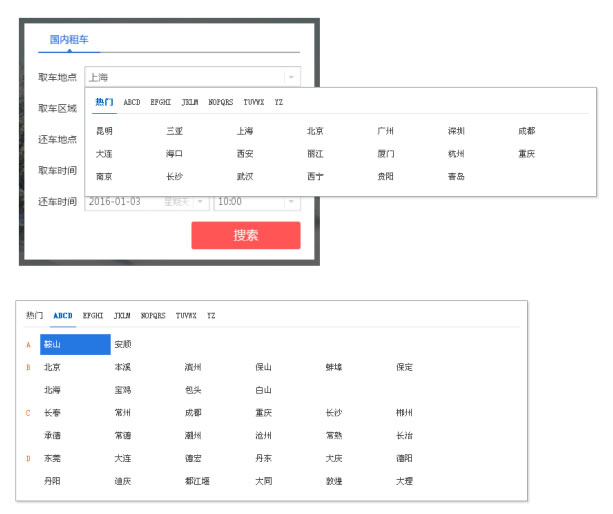 国内租车
取车地点 上海
取车区域
还车地点
取车时间
还车时间 2016-01-03 星期天 10:00
搜索
热门 ABCD EFGHI JKLM NOPQRS TUVWX YZ
昆明 三亚 上海 北京 广州 深圳 成都
大连 海口 西安 丽江 厦门 杭州 重庆
南京 长沙 武汉 西宁 贵阳 青岛
热门 ABCD EFGHI JKLM NOPQRS TUVWX YZ
A 鞍山 安顺
B 北京 本溪 滨州 保山 蚌埠 保定
北海 宝鸡 包头 白山
C 长春 常州 成都 重庆 长沙 郴州
承德 常德 潮州 沧州 常熟 长治
D 东莞 大连 德宏 丹东 大庆 德阳
丹阳 迪庆 都江堰 大同 敦煌 大理